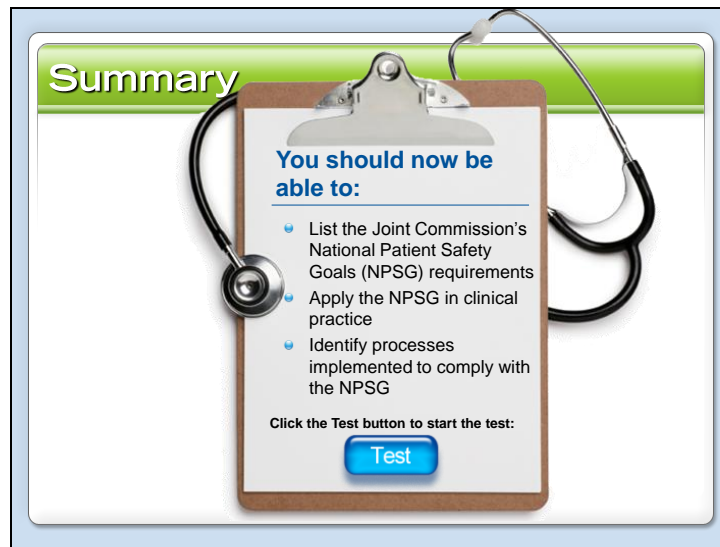 Summary
You should now be
able to:
List the Joint Commission's
National Patient Safety
Goals (NPSG) requirements
Apply the NPSG in clinical
practice
Identify processes
implemented to comply with
the NPSG
Click the Test button to start the test:
Test